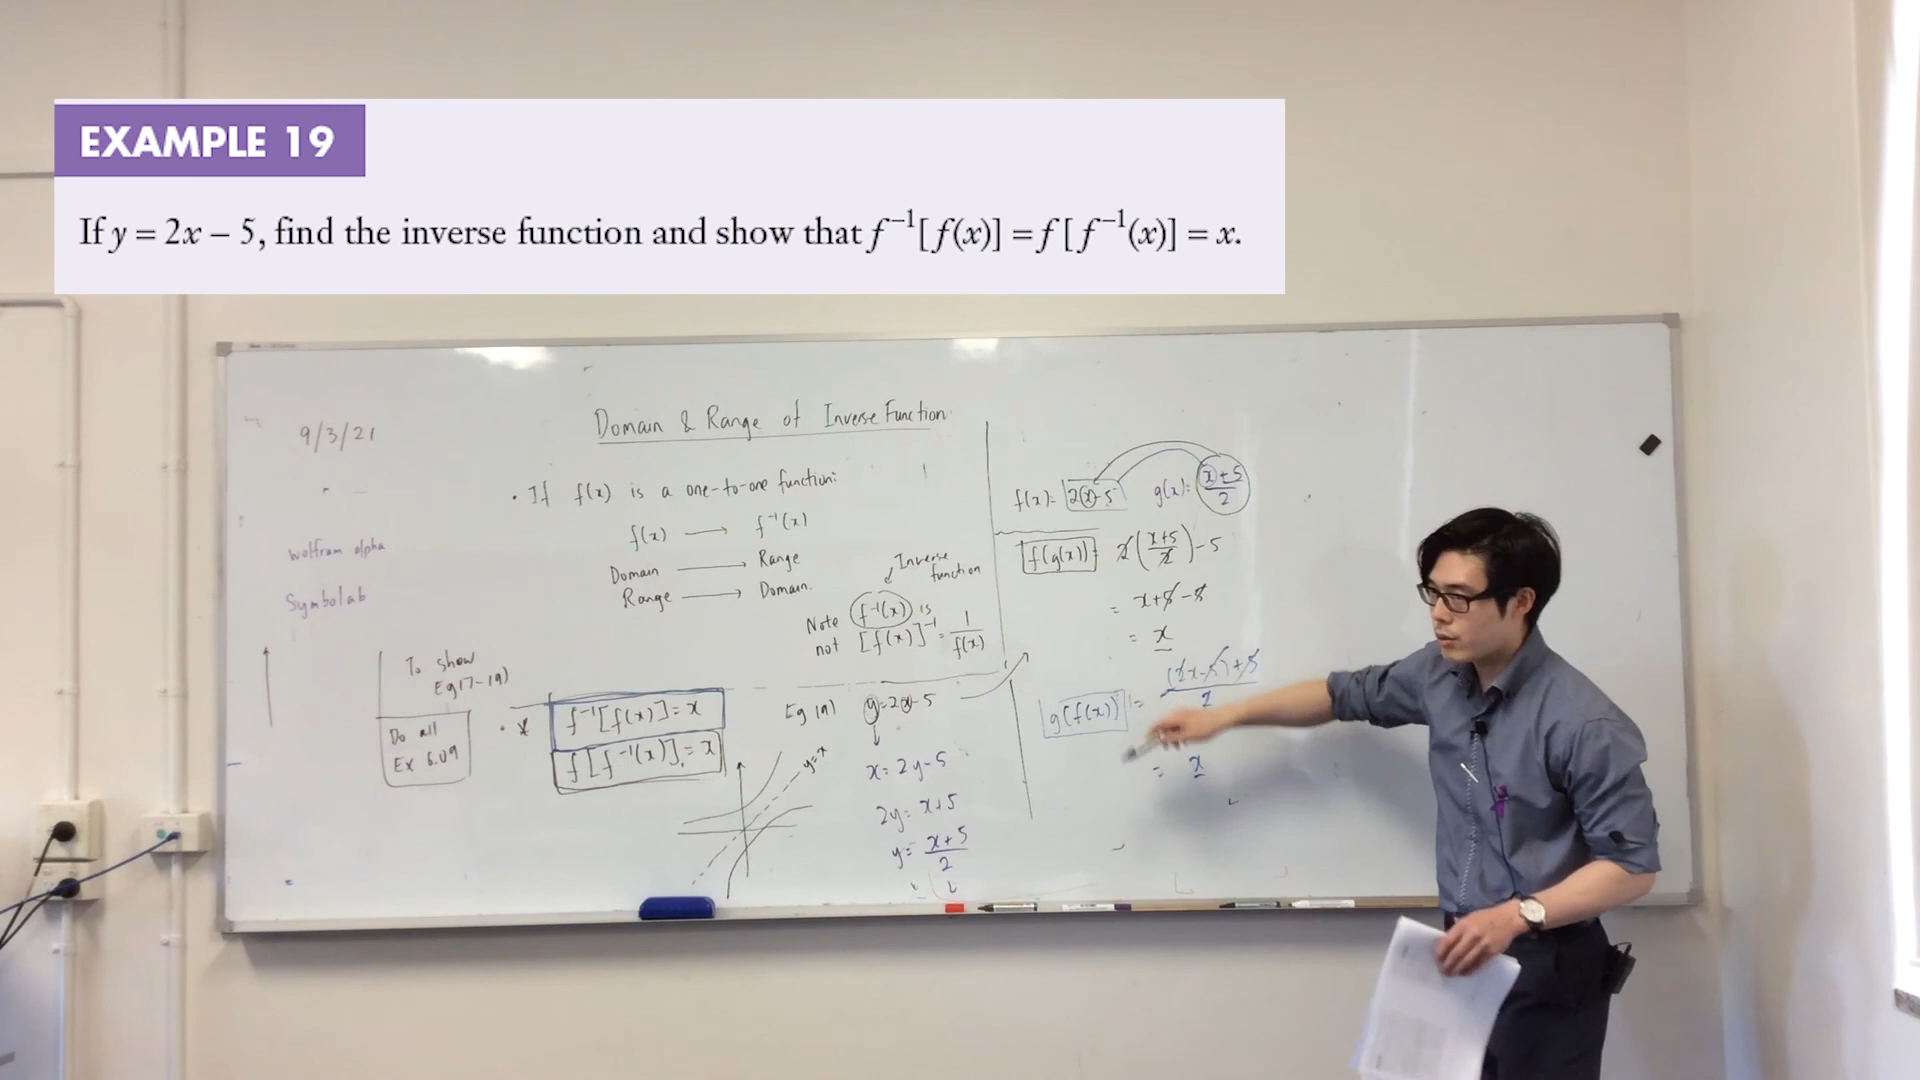 EXAMPLE 19
If y = 2x – 5, find the inverse function and show that f⁻¹[f(x)] = f[f⁻¹(x)] = x.
9/3/21
wolfram alpha
Symbolab
To show
Eg 17-19)
Do all
Ex 6.09
Domain & Range of Inverse Function
• If f(x) is a one-to-one function:
f(x) → f⁻¹(x)
Domain → Range
Range → Domain.
Inverse
function
Note f⁻¹(x) is
not [f(x)]⁻¹ = 1/f(x)
• * f⁻¹[f(x)] = x
f[f⁻¹(x)] = x
y=x
Eg 19) y=2x-5
x = 2y-5
2y = x+5
y = (x+5)/2
f(x) = 2(x)-5 g(x) = (x+5)/2
f(g(x)) = 2((x+5)/2)-5
= x+5-5
= x
g(f(x)) = ((2x-5)+5)/2
= x